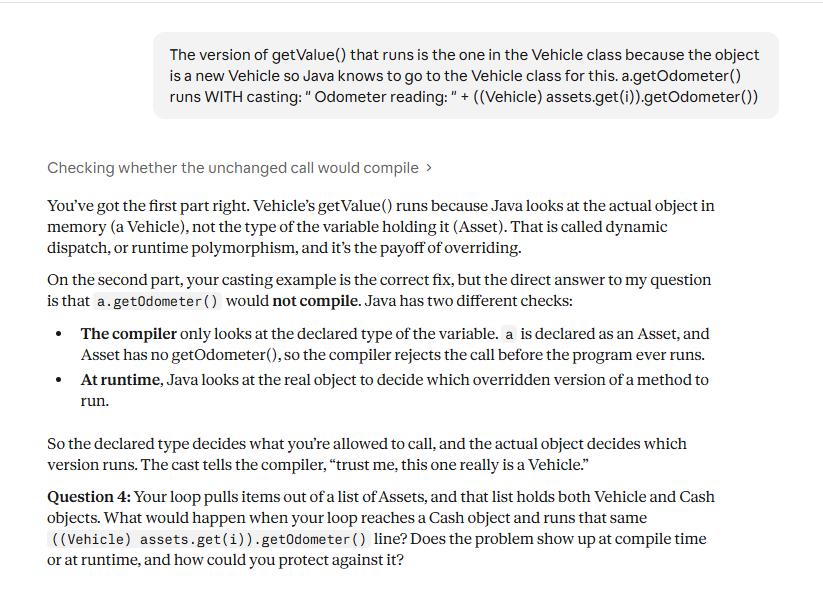 The version of getValue() that runs is the one in the Vehicle class because the object
is a new Vehicle so Java knows to go to the Vehicle class for this. a.getOdometer()
runs WITH casting: " Odometer reading: " + ((Vehicle) assets.get(i)).getOdometer())
Checking whether the unchanged call would compile >
You’ve got the first part right. Vehicle’s getValue() runs because Java looks at the actual object in
memory (a Vehicle), not the type of the variable holding it (Asset). That is called dynamic
dispatch, or runtime polymorphism, and it’s the payoff of overriding.
On the second part, your casting example is the correct fix, but the direct answer to my question
is that a.getOdometer() would not compile. Java has two different checks:
• The compiler only looks at the declared type of the variable. a is declared as an Asset, and
Asset has no getOdometer(), so the compiler rejects the call before the program ever runs.
• At runtime, Java looks at the real object to decide which overridden version of a method to
run.
So the declared type decides what you’re allowed to call, and the actual object decides which
version runs. The cast tells the compiler, “trust me, this one really is a Vehicle.”
Question 4: Your loop pulls items out of a list of Assets, and that list holds both Vehicle and Cash
objects. What would happen when your loop reaches a Cash object and runs that same
((Vehicle) assets.get(i)).getOdometer() line? Does the problem show up at compile time
or at runtime, and how could you protect against it?